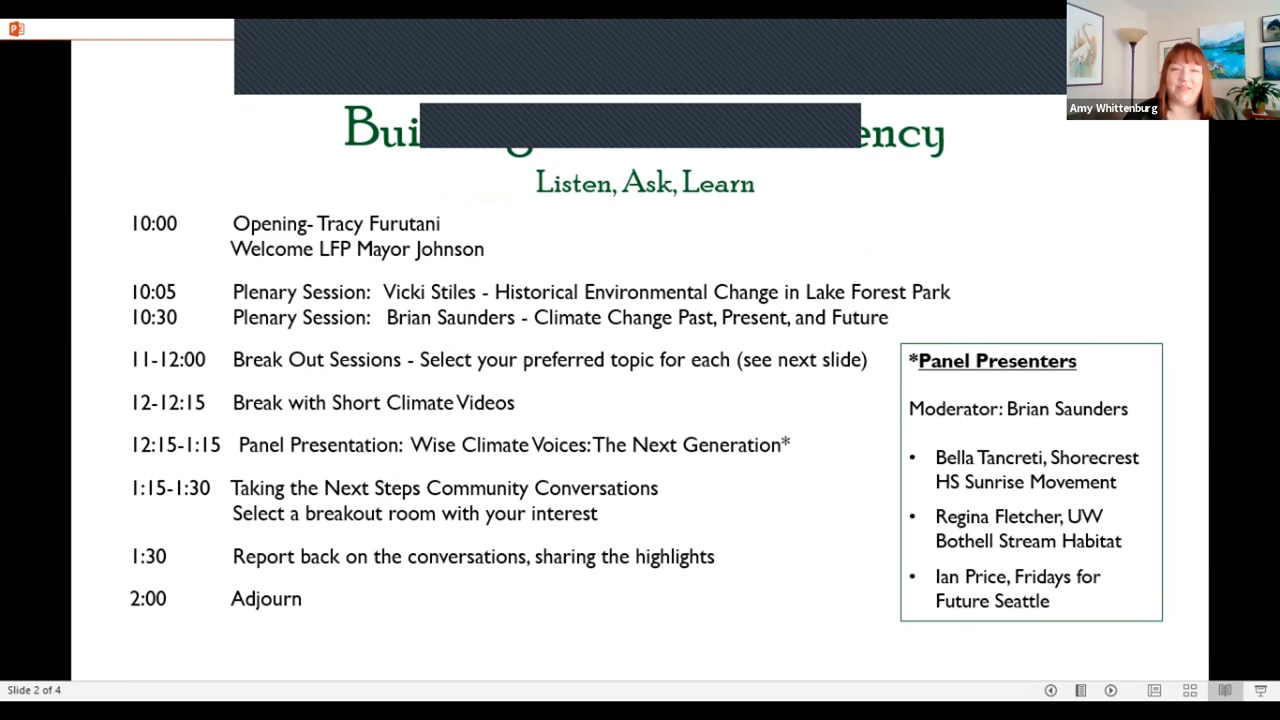 Amy Whittenburg
Listen, Ask, Learn
10:00 Opening- Tracy Furutani
Welcome LFP Mayor Johnson
10:05 Plenary Session: Vicki Stiles - Historical Environmental Change in Lake Forest Park
10:30 Plenary Session: Brian Saunders - Climate Change Past, Present, and Future
11-12:00 Break Out Sessions - Select your preferred topic for each (see next slide)
12-12:15 Break with Short Climate Videos
12:15-1:15 Panel Presentation: Wise Climate Voices: The Next Generation*
1:15-1:30 Taking the Next Steps Community Conversations
Select a breakout room with your interest
1:30 Report back on the conversations, sharing the highlights
2:00 Adjourn
*Panel Presenters
Moderator: Brian Saunders
• Bella Tancreti, Shorecrest
HS Sunrise Movement
• Regina Fletcher, UW
Bothell Stream Habitat
• Ian Price, Fridays for
Future Seattle
Slide 2 of 4